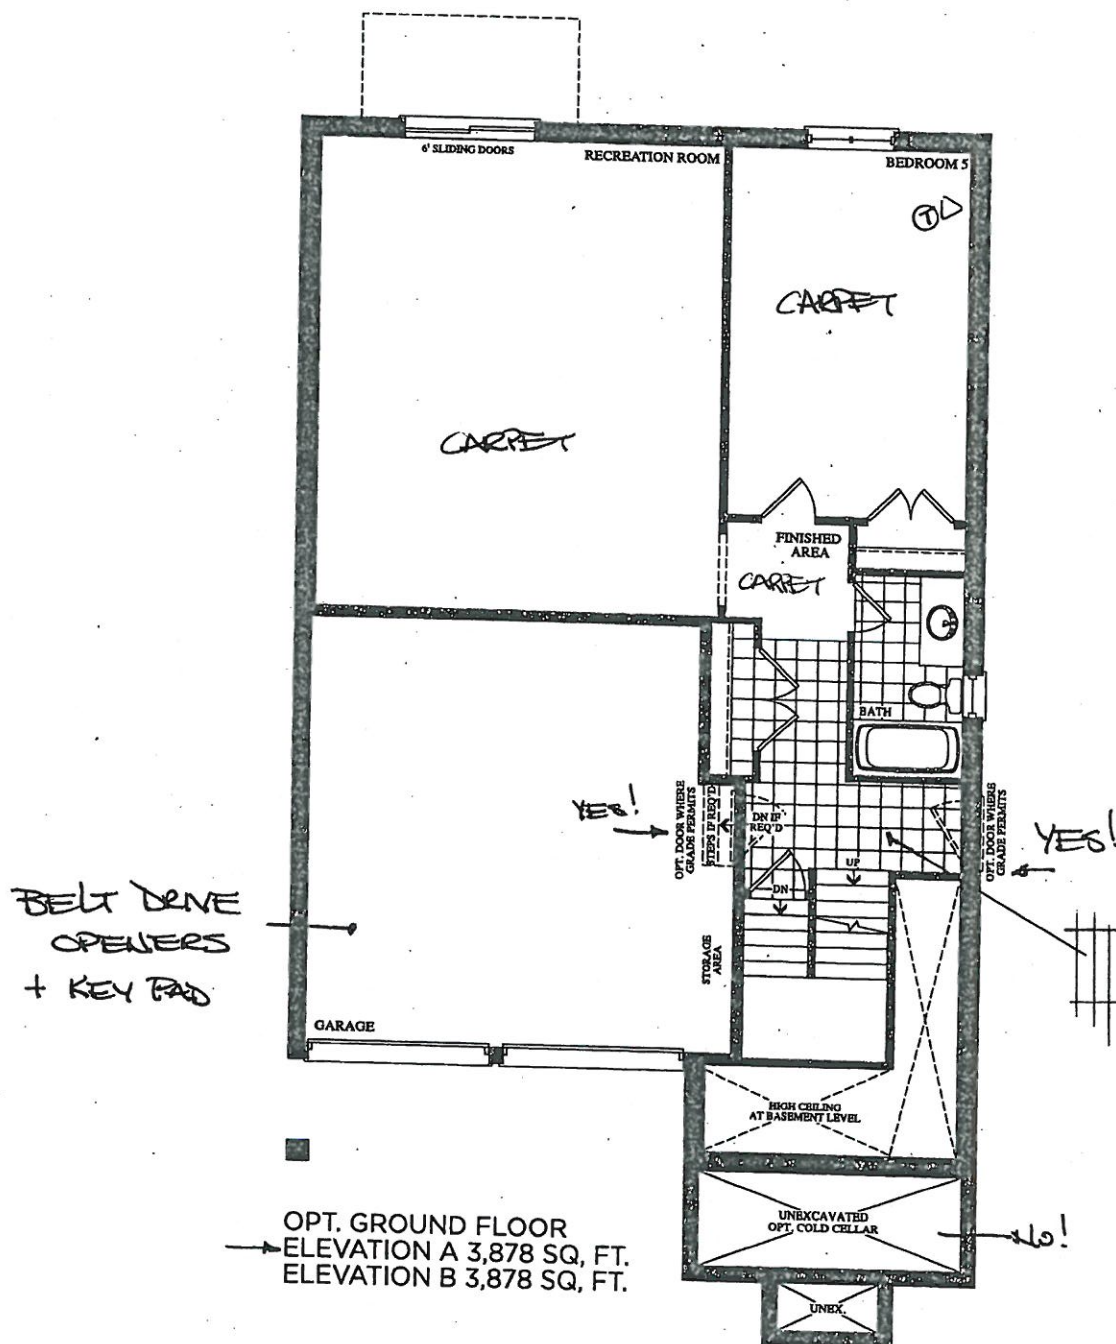 6' SLIDING DOORS
RECREATION ROOM
BEDROOM 5
T
CARPET
CARPET
FINISHED
AREA
CARPET
BATH
YES!
OPT. DOOR WHERE
GRADE PERMITS
STEPS IF REQ'D
DN IF
REQ'D
OPT. DOOR WHERE
GRADE PERMITS
YES!
UP
DN
BELT DRIVE
OPENERS
+ KEY PAD
STORAGE
AREA
GARAGE
HIGH CEILING
AT BASEMENT LEVEL
UNEXCAVATED
OPT. COLD CELLAR
NO!
OPT. GROUND FLOOR
ELEVATION A 3,878 SQ, FT.
ELEVATION B 3,878 SQ, FT.
UNEX.